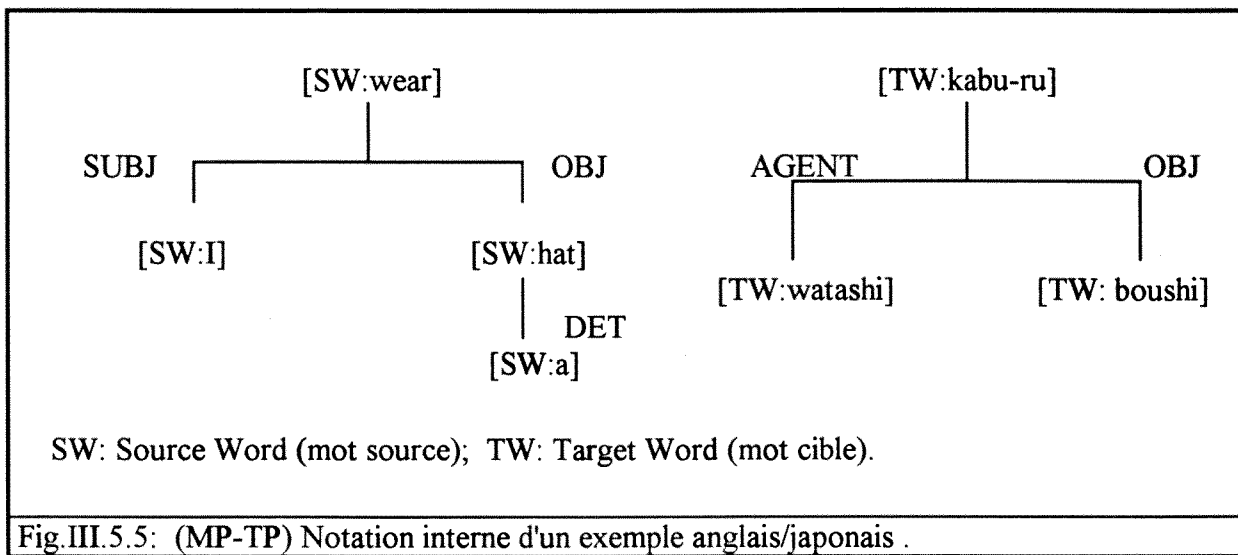 [SW:wear] [TW:kabu-ru]
SUBJ OBJ AGENT OBJ
[SW:I] [SW:hat]
[TW:watashi] [TW: boushi]
DET
[SW:a]
SW: Source Word (mot source); TW: Target Word (mot cible).
Fig.III.5.5: (MP-TP) Notation interne d'un exemple anglais/japonais .